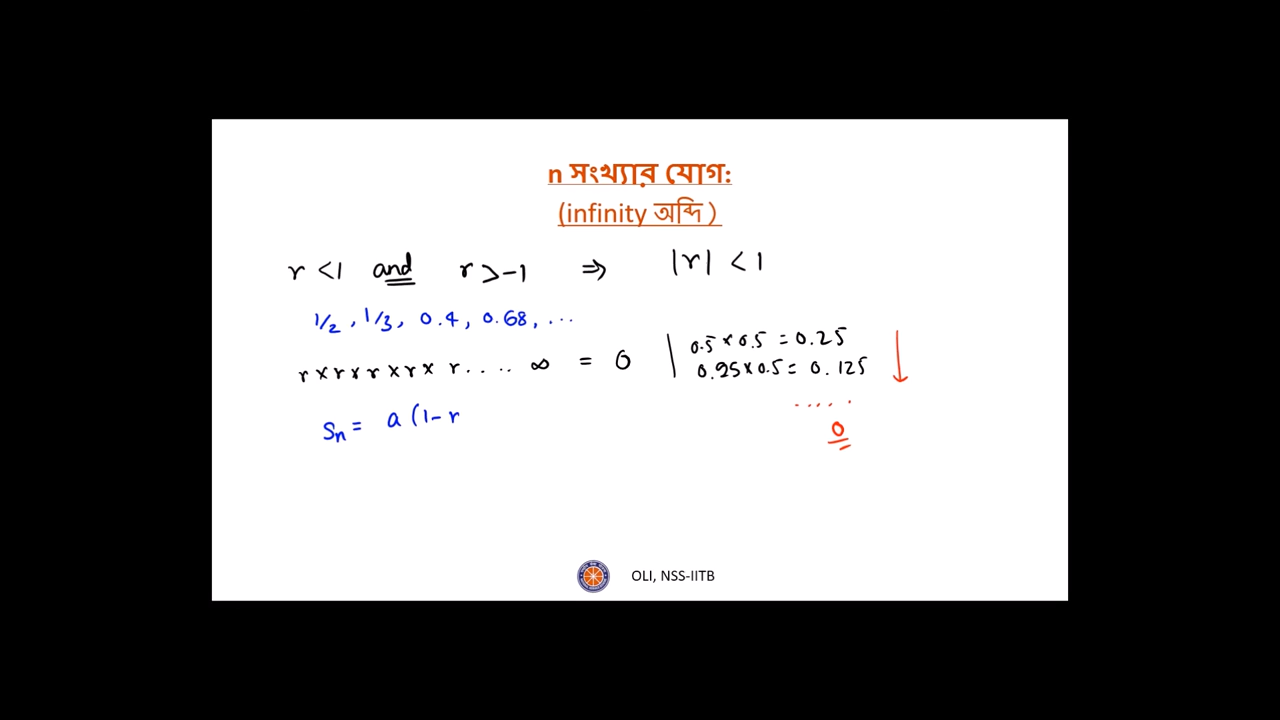 n সংখ্যার যোগ:
(infinity অব্দি )
r < 1 and r > -1 ⇒ |r| < 1
1/2, 1/3, 0.4, 0.68, ...
r × r × r × r × r .... ∞ = 0
0.5 × 0.5 = 0.25
0.25 × 0.5 = 0.125
.....
0
Sn = a (1- r
OLI, NSS-IITB